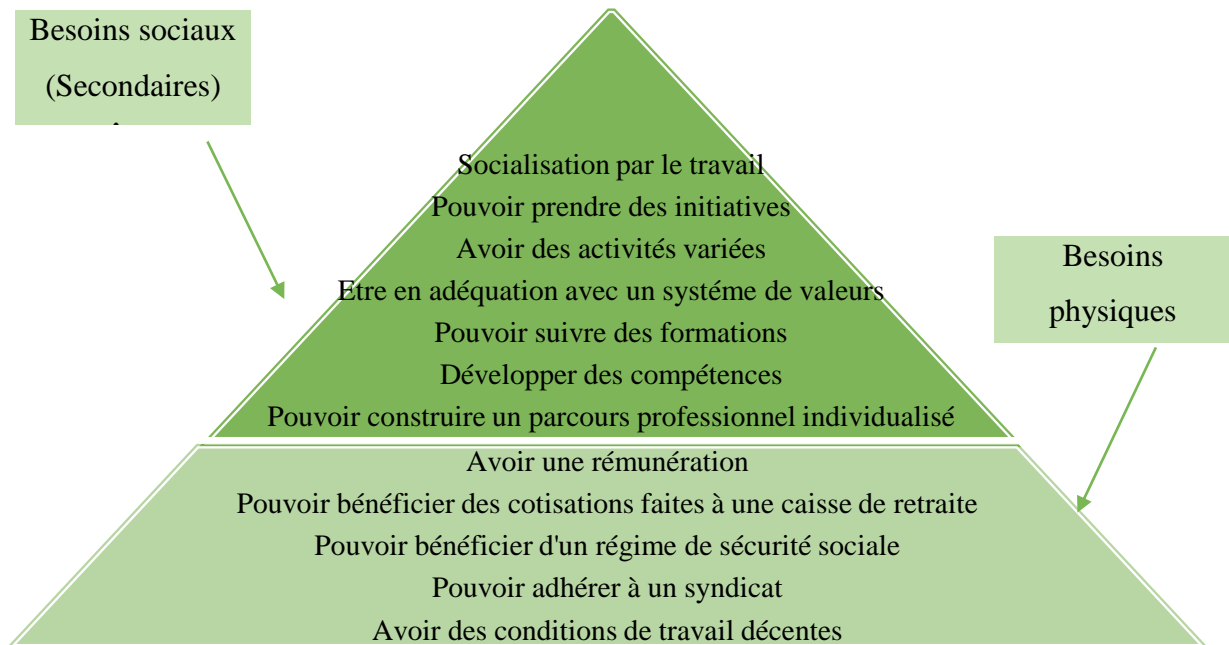 Besoins sociaux
(Secondaires)
Socialisation par le travail
Pouvoir prendre des initiatives
Avoir des activités variées
Etre en adéquation avec un systéme de valeurs
Pouvoir suivre des formations
Développer des compétences
Pouvoir construire un parcours professionnel individualisé
Besoins
physiques
Avoir une rémunération
Pouvoir bénéficier des cotisations faites à une caisse de retraite
Pouvoir bénéficier d'un régime de sécurité sociale
Pouvoir adhérer à un syndicat
Avoir des conditions de travail décentes